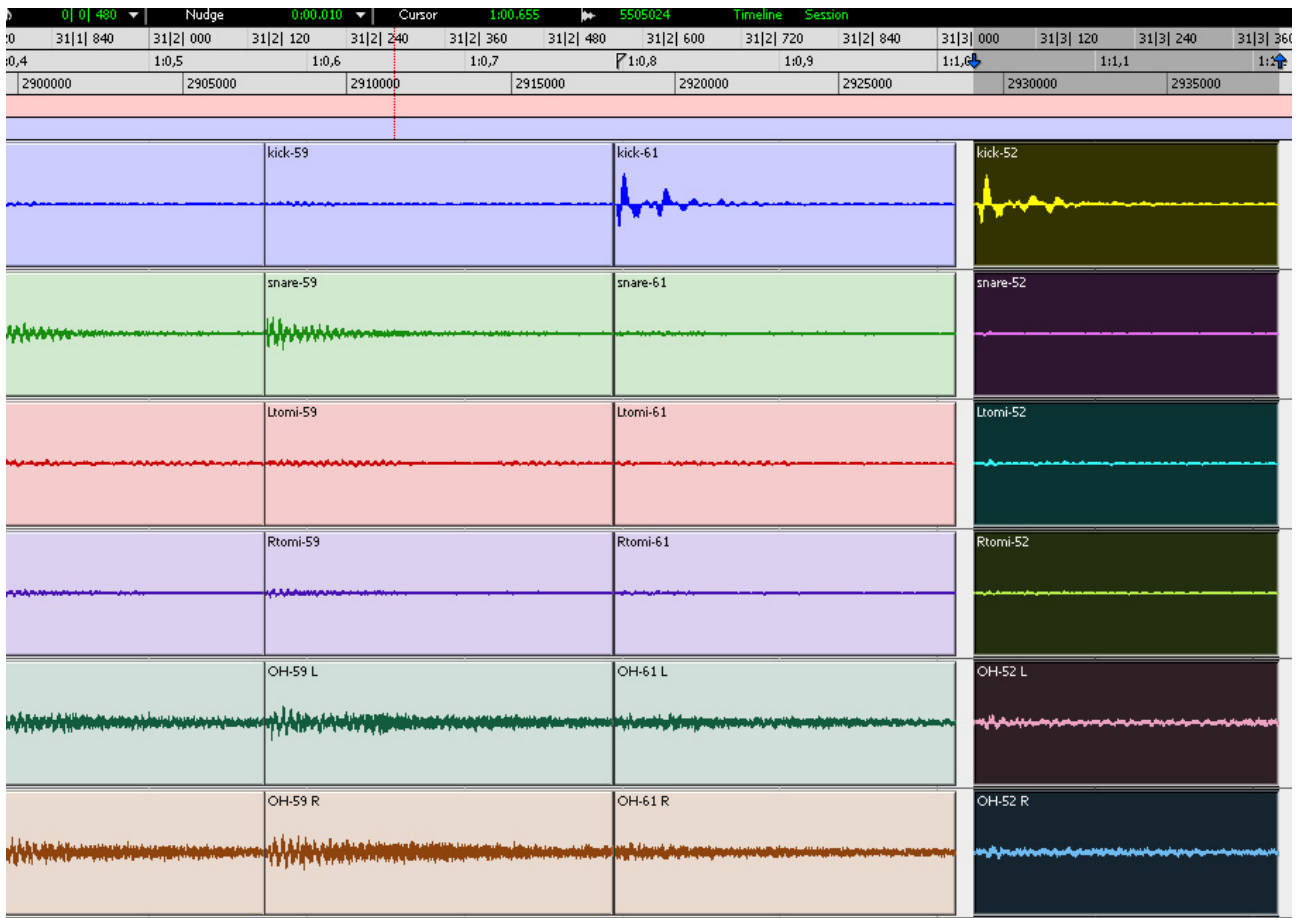 0| 0| 480 Nudge 0:00.010 Cursor 1:00.655 5505024 Timeline Session
31|1| 840 31|2| 000 31|2| 120 31|2| 240 31|2| 360 31|2| 480 31|2| 600 31|2| 720 31|2| 840 31|3| 000 31|3| 120 31|3| 240 31|3| 360
1:0,5 1:0,6 1:0,7 1:0,8 1:0,9 1:1,1
2900000 2905000 2910000 2915000 2920000 2925000 2930000 2935000
kick-59 kick-61 kick-52
snare-59 snare-61 snare-52
Ltomi-59 Ltomi-61 Ltomi-52
Rtomi-59 Rtomi-61 Rtomi-52
OH-59 L OH-61 L OH-52 L
OH-59 R OH-61 R OH-52 R